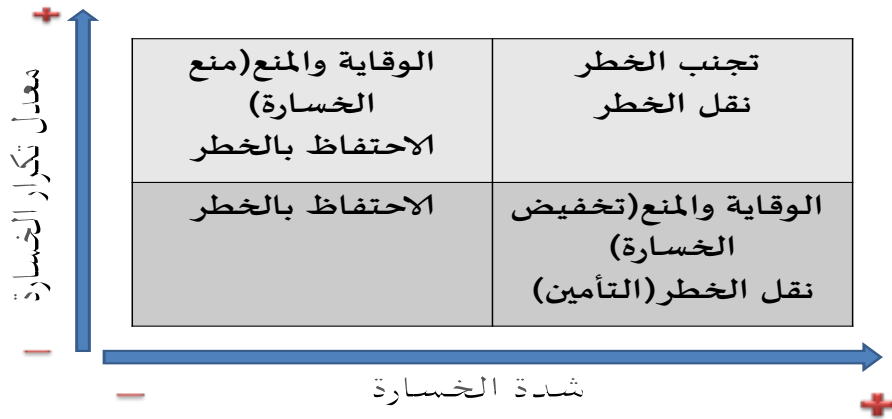 معدل تكرار الخسارة
+
تجنب الخطر
نقل الخطر
الوقاية والمنع(منع
الخسارة)
الاحتفاظ بالخطر
الوقاية والمنع(تخفيض
الخسارة)
نقل الخطر(التأمين)
الاحتفاظ بالخطر
–
شدة الخسارة
–
+